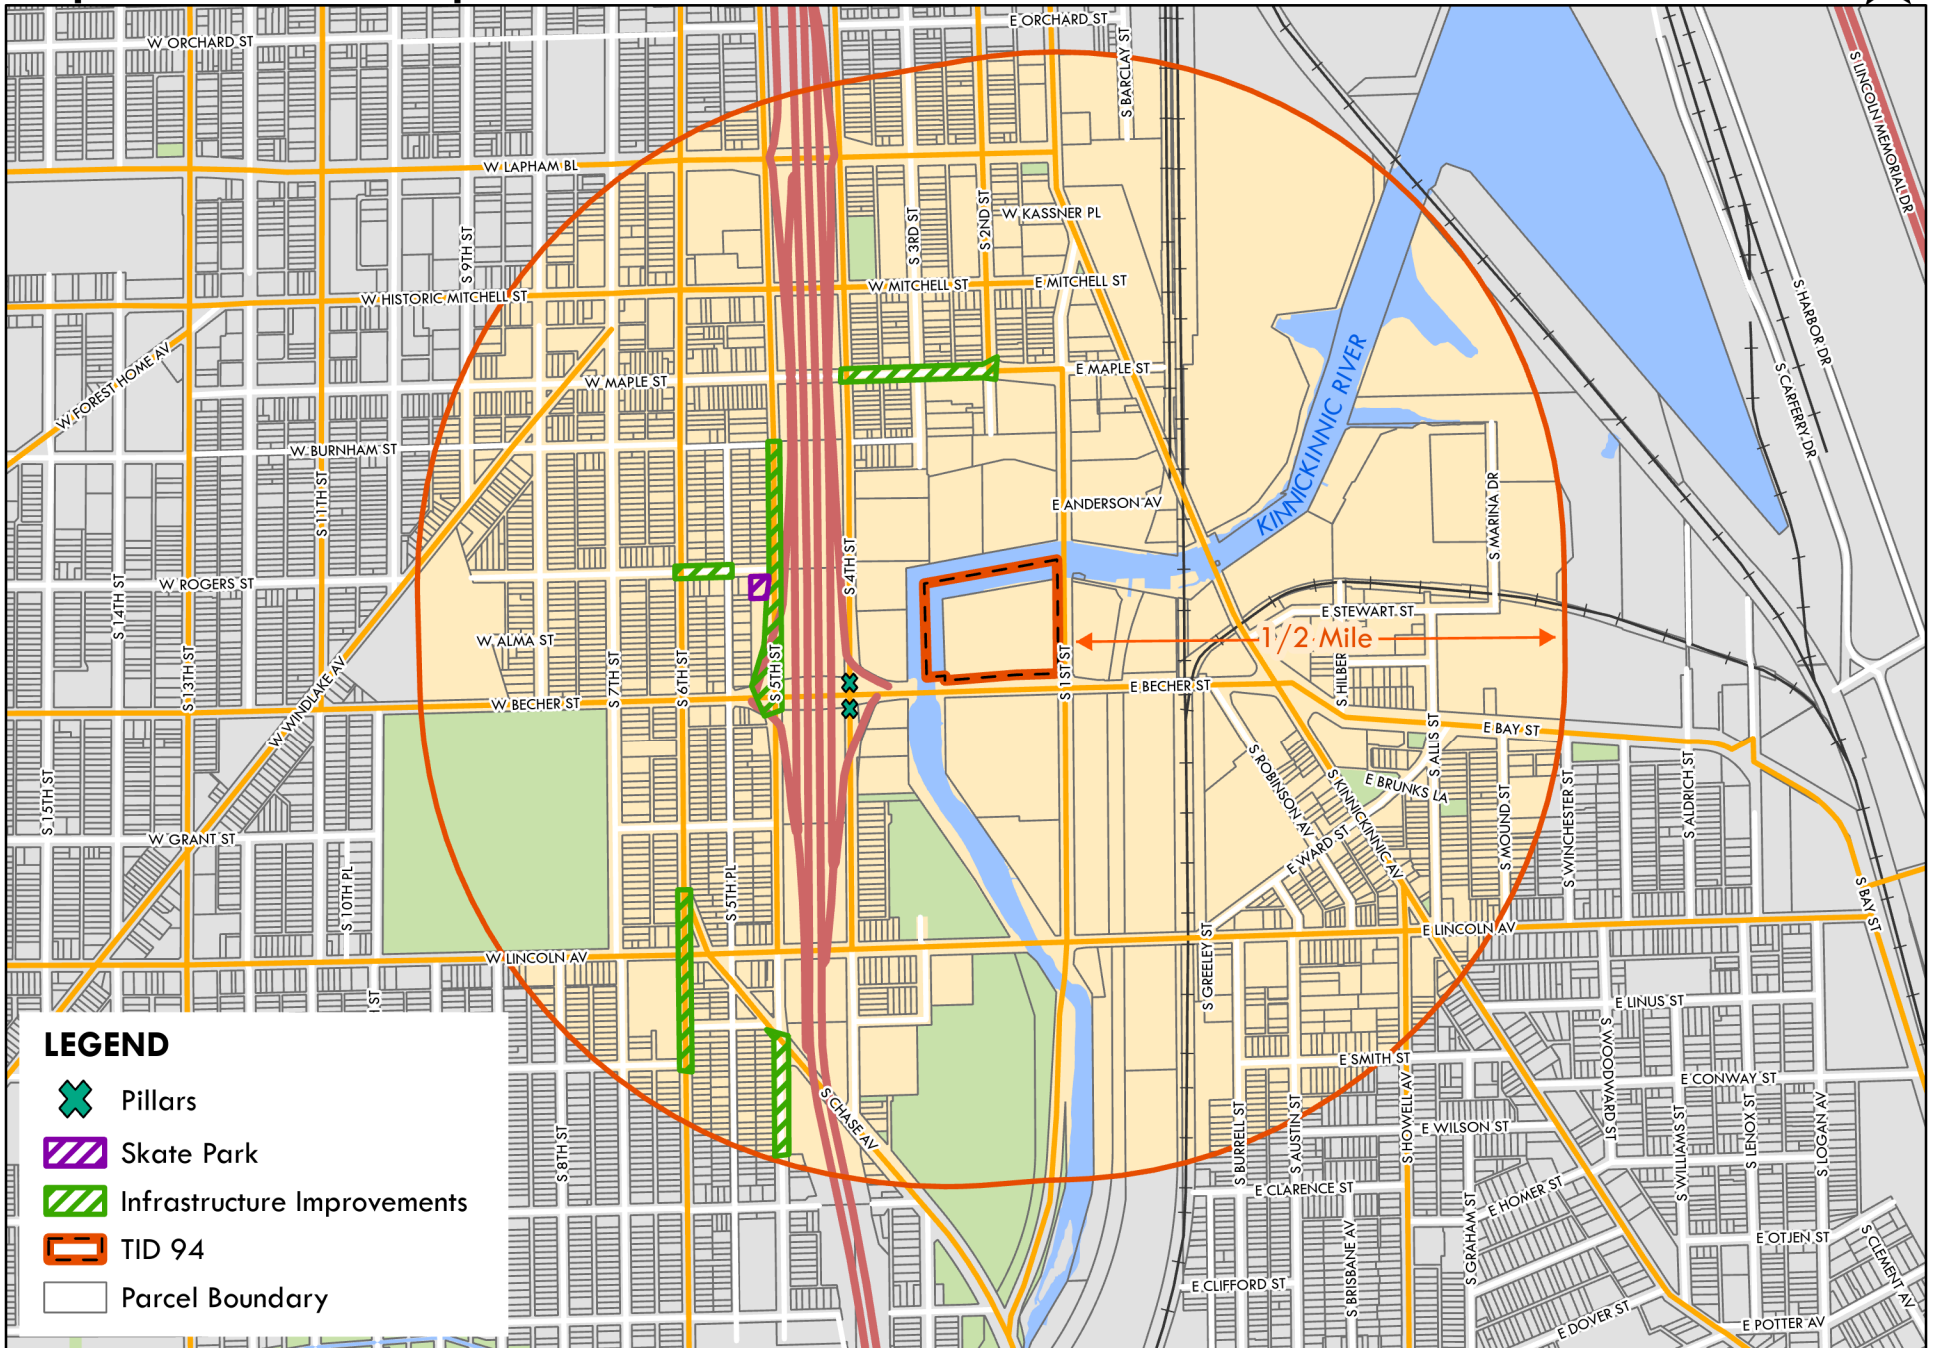 E ORCHARD ST
W ORCHARD ST
S BARCLAY ST
S LINCOLN MEMORIAL DR
W LAPHAM BL
S 9TH ST
S 3RD ST
S 2ND ST
W KASSNER PL
W HISTORIC MITCHELL ST
W MITCHELL ST
E MITCHELL ST
S HARBOR DR
S CARFERRY DR
W FOREST HOME AV
W MAPLE ST
E MAPLE ST
KINNICKINNIC RIVER
W BURNHAM ST
S 11TH ST
E ANDERSON AV
S MARINA DR
S 4TH ST
W ROGERS ST
S 14TH ST
E STEWART ST
1/2 Mile
W ALMA ST
S 13TH ST
W WINDLAKE AV
S 7TH ST
S 6TH ST
S 5TH ST
S 1ST ST
S HILBER
W BECHER ST
E BECHER ST
E BAY ST
S ALLIS ST
S 15TH ST
S ROBINSON AV
S KINNICKINNIC AV
E BRUNKS LA
S MOUND ST
S WINCHESTER ST
S ALDRICH ST
W GRANT ST
E WARD ST
S 10TH PL
S 5TH PL
S BAY ST
W LINCOLN AV
E LINCOLN AV
S GREELEY ST
ST
E LINUS ST
S WOODWARD ST
E SMITH ST
E CONWAY ST
S CHASE AV
S 8TH ST
S BURRELL ST
S AUSTIN ST
S HOWELL AV
E WILSON ST
S WILLIAMS ST
S LENOX ST
S LOGAN AV
E CLARENCE ST
E HOMER ST
S GRAHAM ST
S BRISBANE AV
E OTJEN ST
S CLEMENT AV
E CLIFFORD ST
E DOVER ST
E POTTER AV
LEGEND
Pillars
Skate Park
Infrastructure Improvements
TID 94
Parcel Boundary